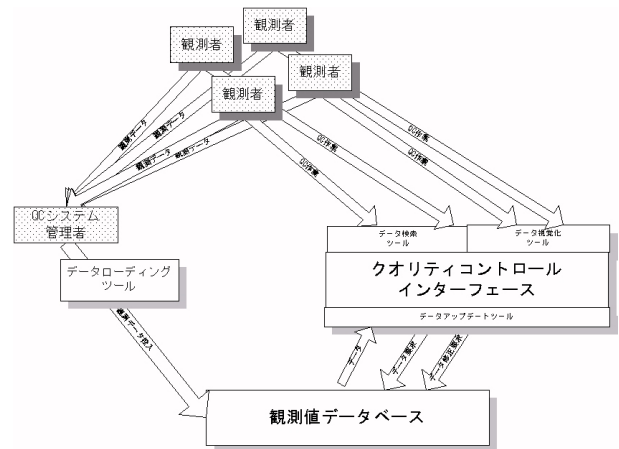 観測者
観測者
観測者
観測者
観測データ
観測データ
観測データ
観測データ
QC作業
QC作業
QC作業
QC作業
QCシステム
管理者
データローディング
ツール
データ検索
ツール
データ視覚化
ツール
クオリティコントロール
インターフェース
データアップデートツール
観測データ投入
データ
データ要求
データ修正要求
観測値データベース